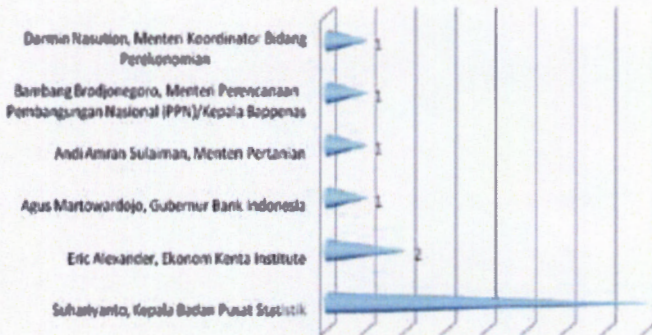 Darmin Nasution, Menteri Koordinator Bidang
Perekonomian
1
Bambang Brodjonegoro, Menteri Perencanaan
Pembangungan Nasional (PPN)/Kepala Bappenas
1
Andi Amran Sulaiman, Menteri Pertanian
1
Agus Martowardojo, Gubernur Bank Indonesia
1
Eric Alexander, Ekonom Kenta Institute
2
Suhariyanto, Kepala Badan Pusat Statistik